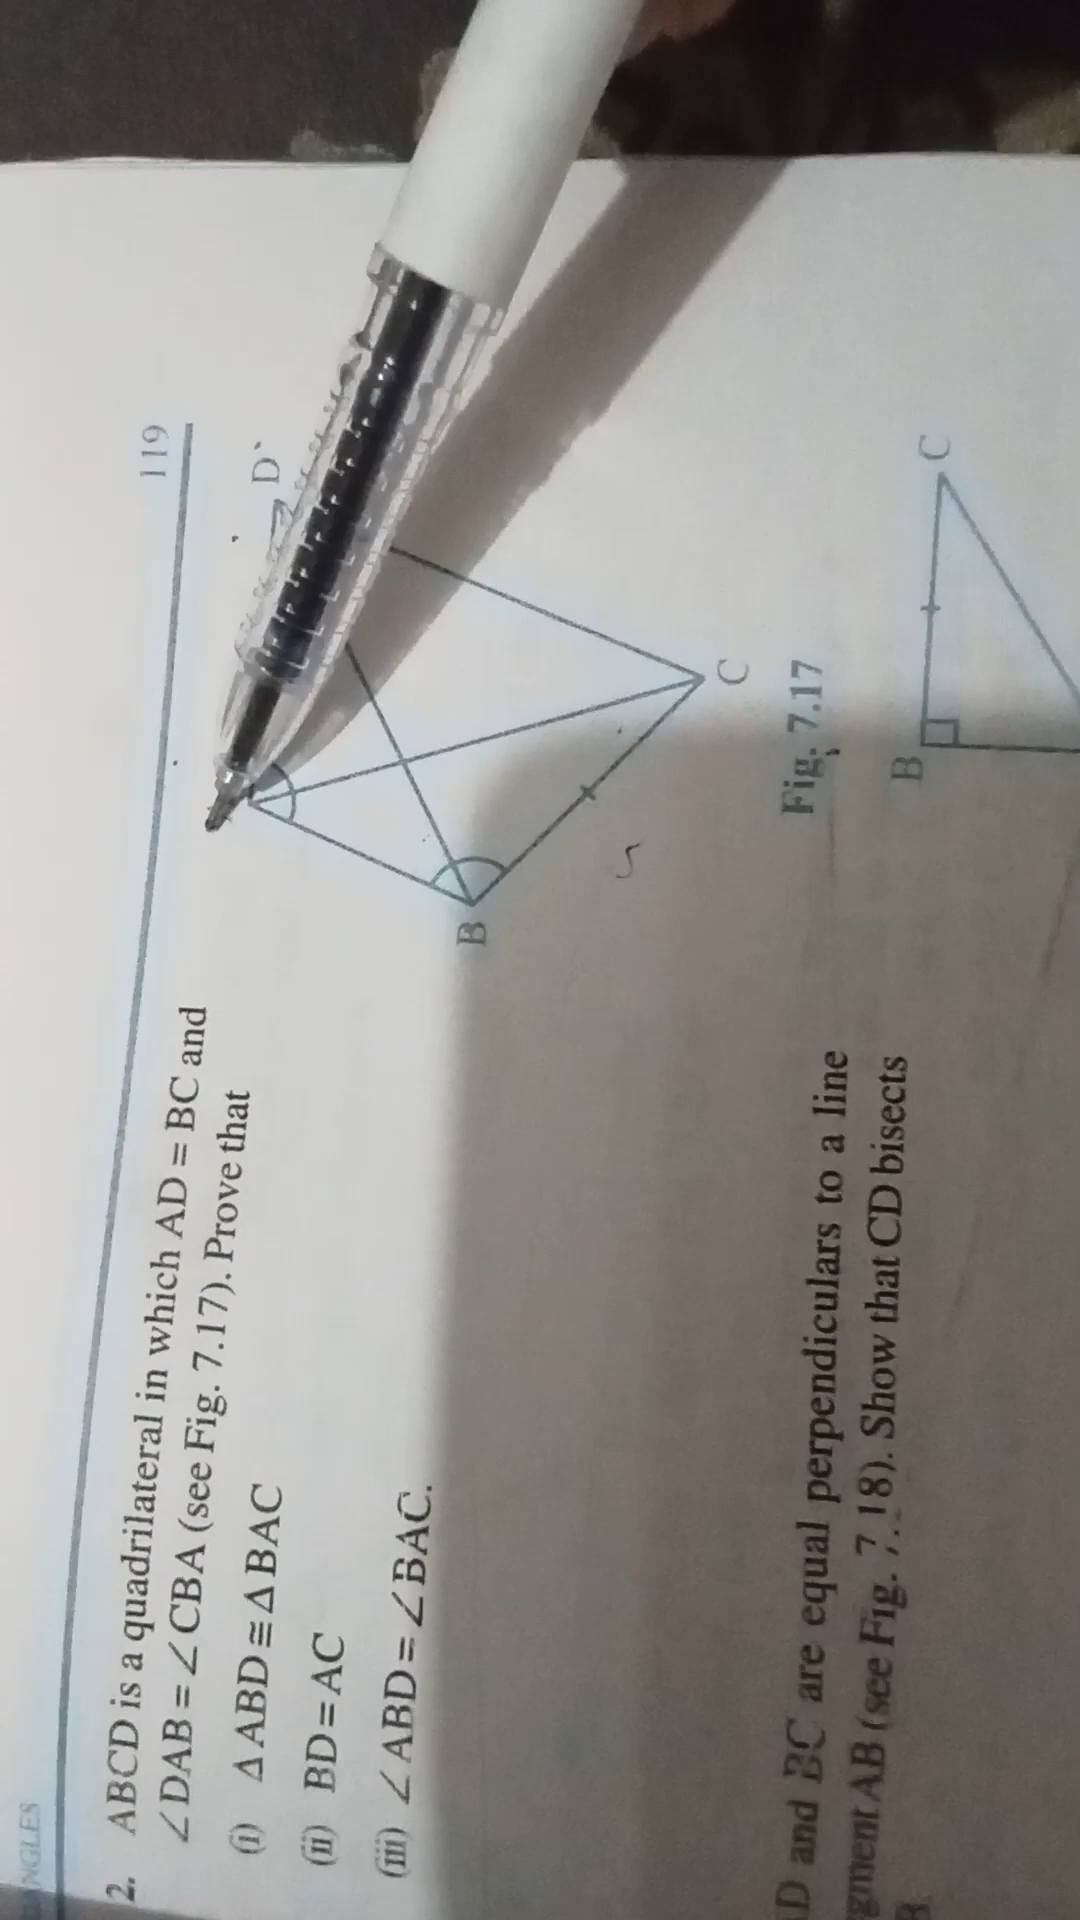 119
2. ABCD is a quadrilateral in which AD = BC and
∠DAB = ∠CBA (see Fig. 7.17). Prove that
(i) Δ ABD ≅ Δ BAC
(ii) BD = AC
(iii) ∠ABD = ∠BAC.
D
B
C
Fig. 7.17
and BC are equal perpendiculars to a line
AB (see Fig. 7.18). Show that CD bisects
B
C